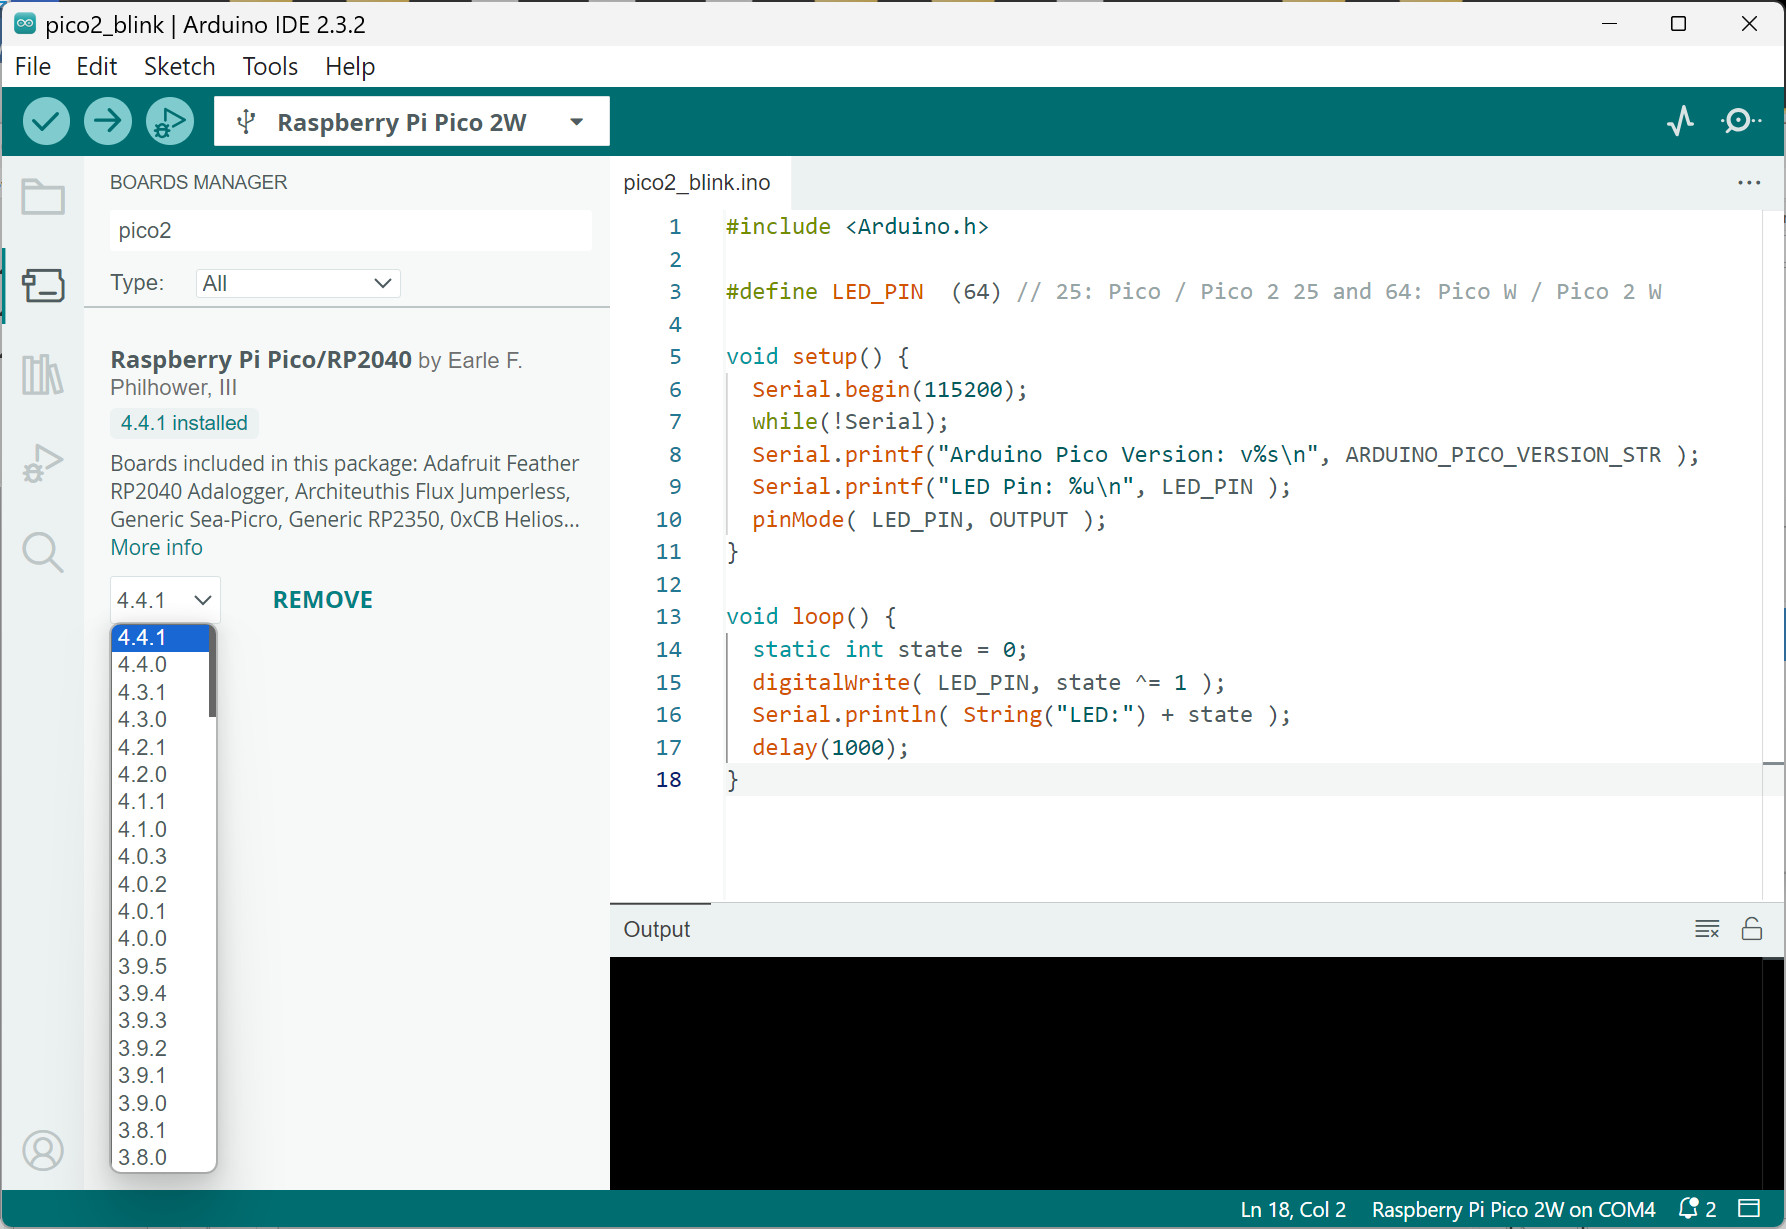 pico2_blink | Arduino IDE 2.3.2
File Edit Sketch Tools Help
Raspberry Pi Pico 2W
BOARDS MANAGER
pico2
Type: All
Raspberry Pi Pico/RP2040 by Earle F.
Philhower, III
4.4.1 installed
Boards included in this package: Adafruit Feather
RP2040 Adalogger, Architeuthis Flux Jumperless,
Generic Sea-Picro, Generic RP2350, 0xCB Helios...
More info
4.4.1 REMOVE
4.4.1
4.4.0
4.3.1
4.3.0
4.2.1
4.2.0
4.1.1
4.1.0
4.0.3
4.0.2
4.0.1
4.0.0
3.9.5
3.9.4
3.9.3
3.9.2
3.9.1
3.9.0
3.8.1
3.8.0
pico2_blink.ino
1 #include <Arduino.h>
2
3 #define LED_PIN  (64) // 25: Pico / Pico 2 25 and 64: Pico W / Pico 2 W
4
5 void setup() {
6   Serial.begin(115200);
7   while(!Serial);
8   Serial.printf("Arduino Pico Version: v%s\n", ARDUINO_PICO_VERSION_STR );
9   Serial.printf("LED Pin: %u\n", LED_PIN );
10   pinMode( LED_PIN, OUTPUT );
11 }
12
13 void loop() {
14   static int state = 0;
15   digitalWrite( LED_PIN, state ^= 1 );
16   Serial.println( String("LED:") + state );
17   delay(1000);
18 }
Output
Ln 18, Col 2 Raspberry Pi Pico 2W on COM4 2